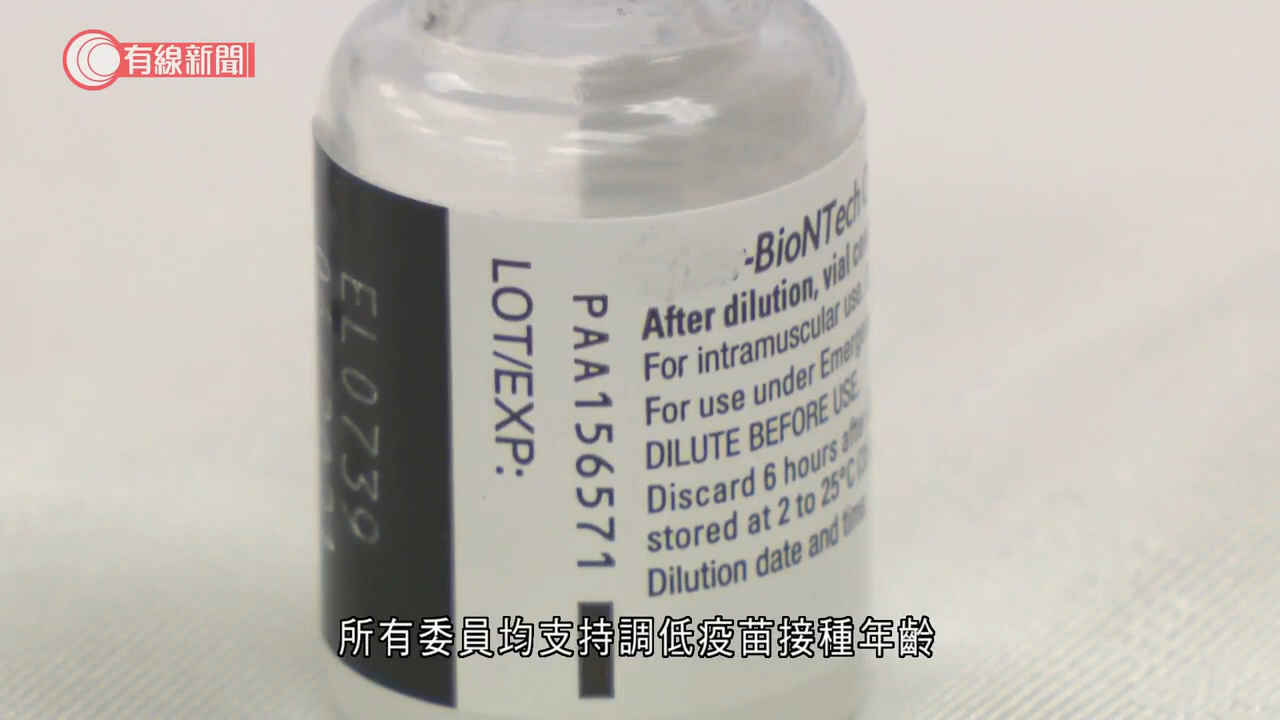 有線新聞
-BioNTech
After dilution, vial
For intramuscular use
For use under
DILUTE BEFORE USE
Discard 6 hours after
stored at 2 to 25°C
Dilution date and
LOT/EXP:
PAA156571
EL0739
所有委員均支持調低疫苗接種年齡